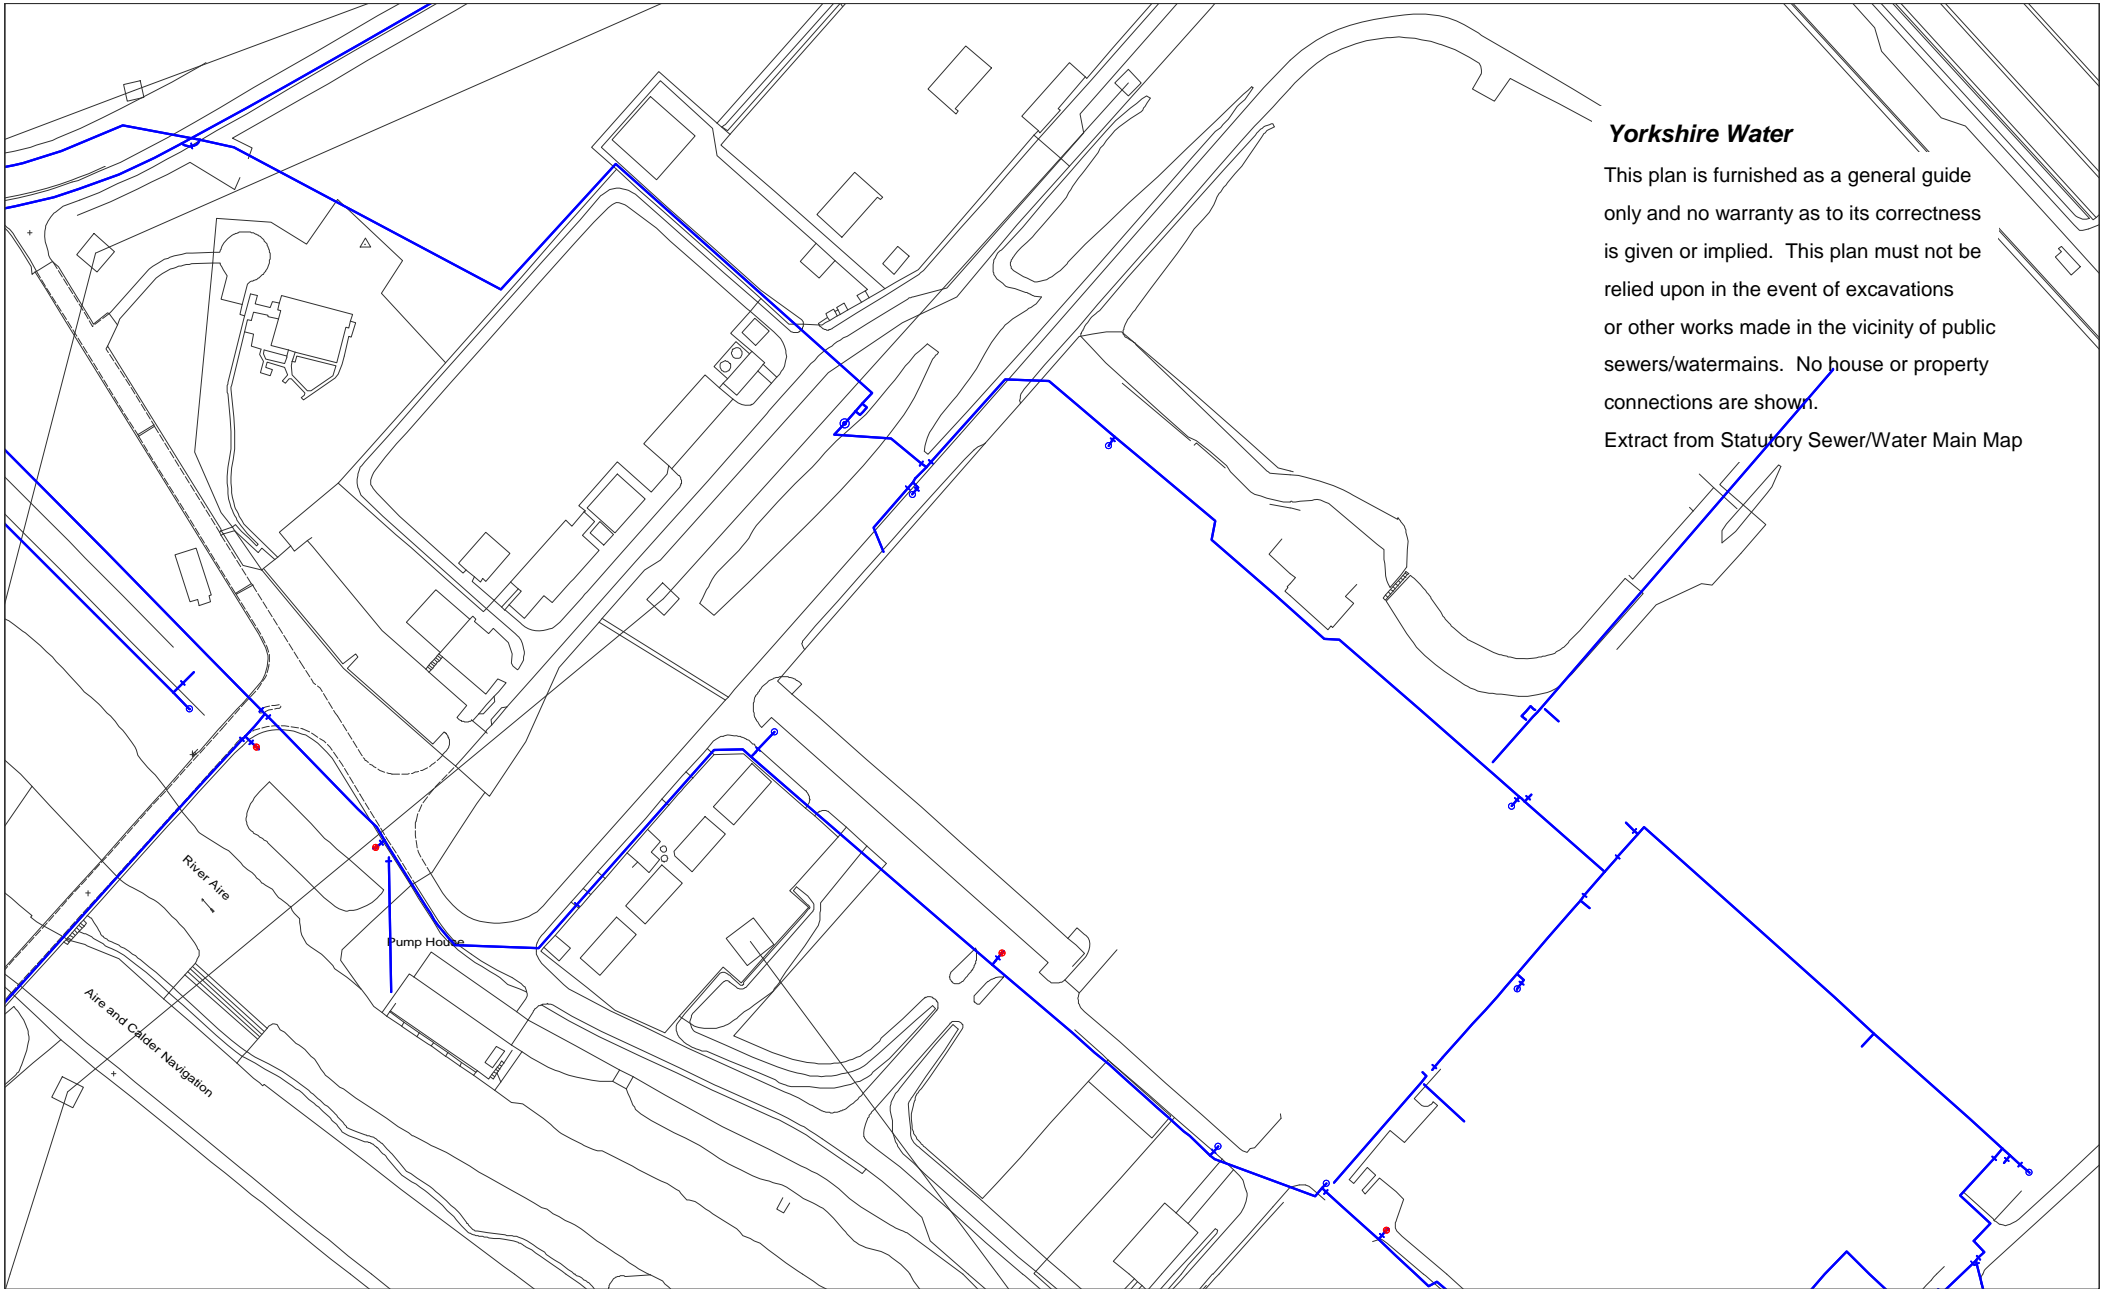 Yorkshire Water
This plan is furnished as a general guide
only and no warranty as to its correctness
is given or implied. This plan must not be
relied upon in the event of excavations
or other works made in the vicinity of public
sewers/watermains. No house or property
connections are shown.
Extract from Statutory Sewer/Water Main Map
River Aire
Pump House
Aire and Calder Navigation